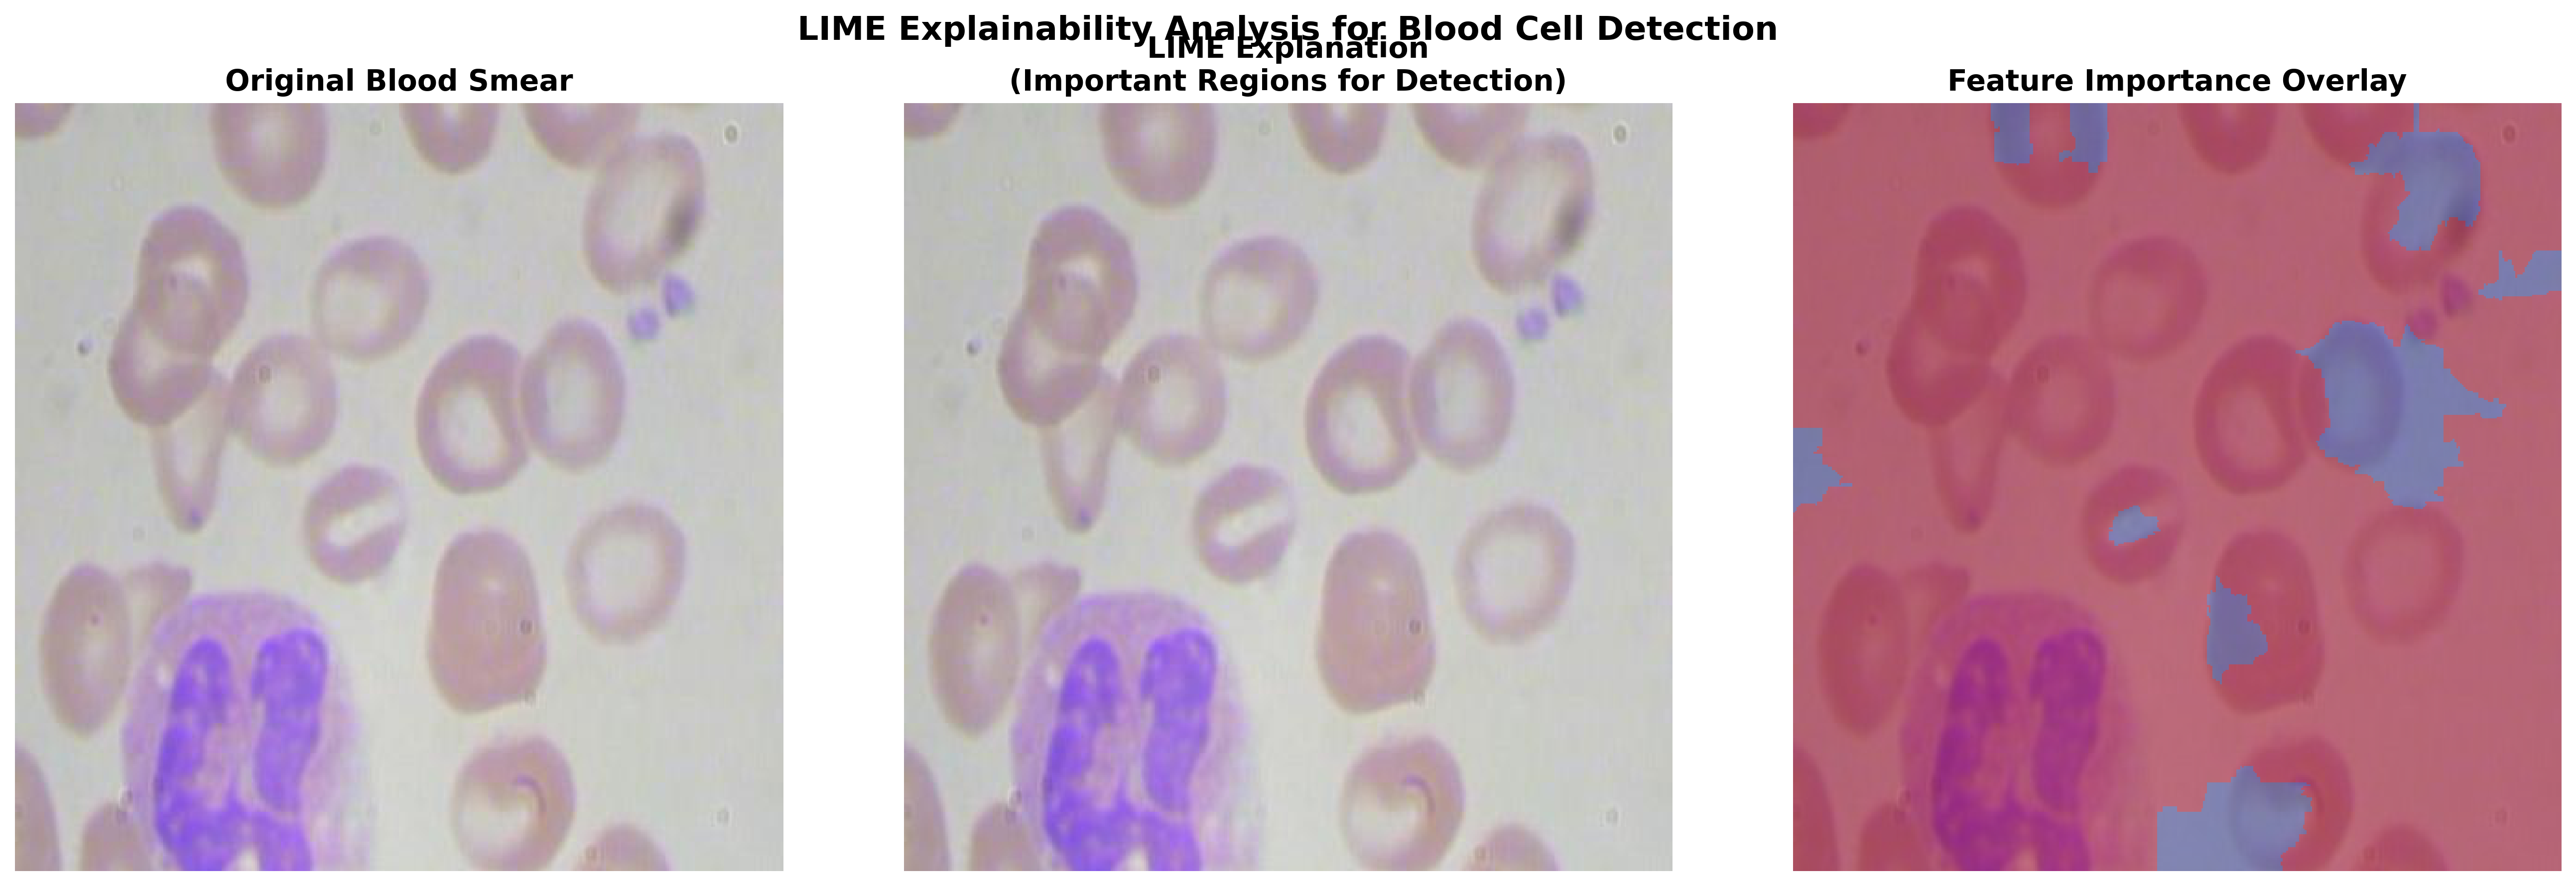 LIME Explainability Analysis for Blood Cell Detection
Original Blood Smear
LIME Explanation
(Important Regions for Detection)
Feature Importance Overlay